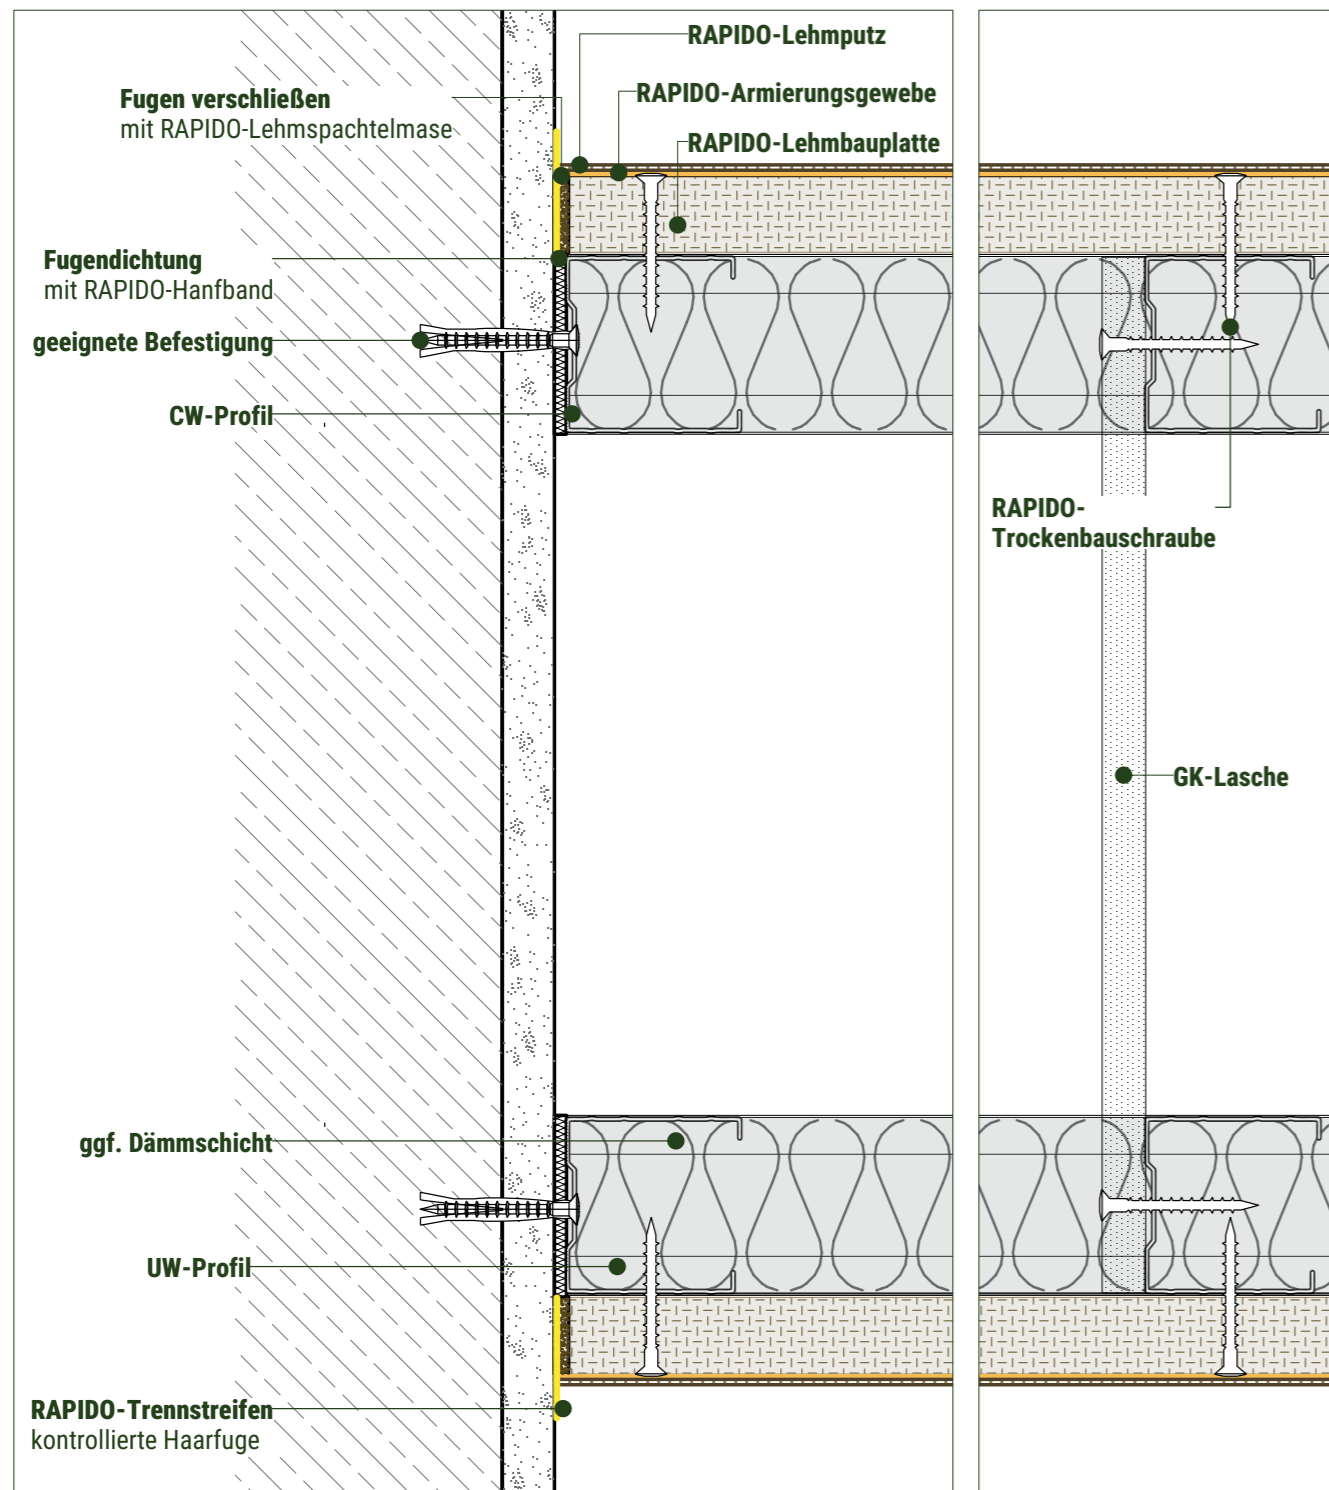 RAPIDO-Lehmputz
Fugen verschließen
mit RAPIDO-Lehmspachtelmase
RAPIDO-Armierungsgewebe
RAPIDO-Lehmbauplatte
Fugendichtung
mit RAPIDO-Hanfband
geeignete Befestigung
CW-Profil
RAPIDO-
Trockenbauschraube
GK-Lasche
ggf. Dämmschicht
UW-Profil
RAPIDO-Trennstreifen
kontrollierte Haarfuge